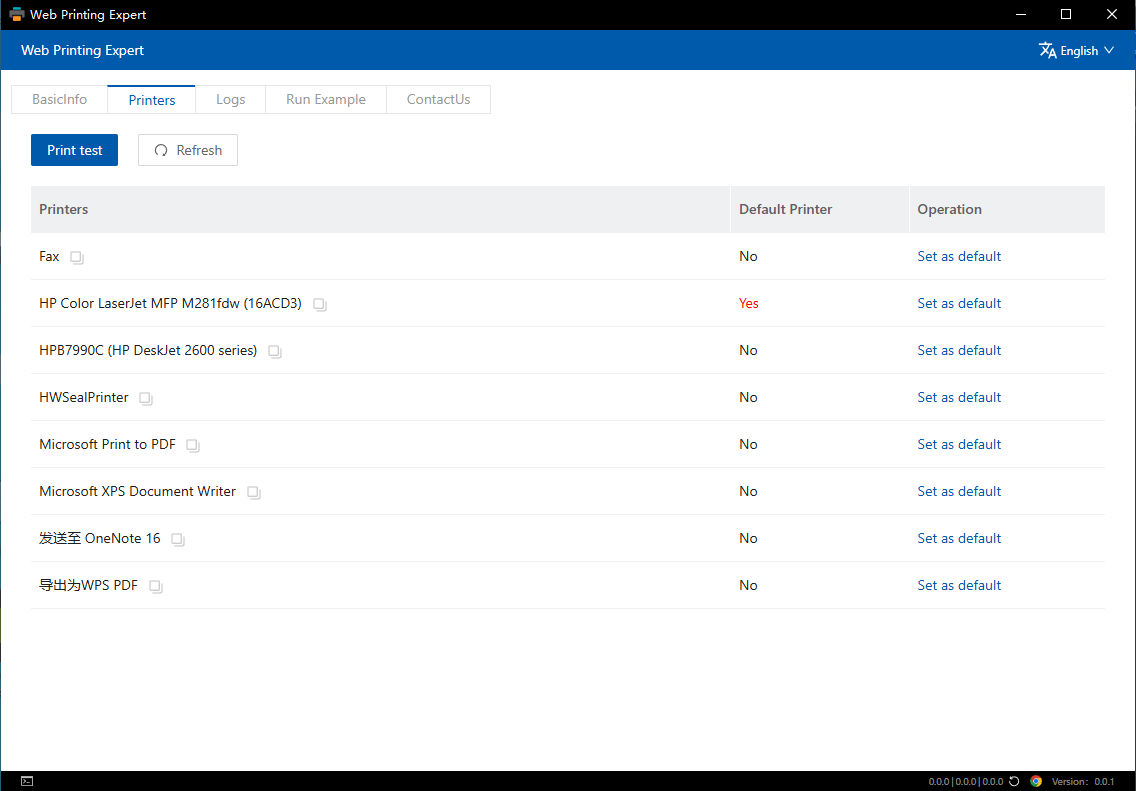 Web Printing Expert
Web Printing Expert English
BasicInfo Printers Logs Run Example ContactUs
Print test Refresh
Printers Default Printer Operation
Fax No Set as default
HP Color LaserJet MFP M281fdw (16ACD3) Yes Set as default
HPB7990C (HP DeskJet 2600 series) No Set as default
HWSealPrinter No Set as default
Microsoft Print to PDF No Set as default
Microsoft XPS Document Writer No Set as default
发送至 OneNote 16 No Set as default
导出为WPS PDF No Set as default
0.0.0|0.0.0|0.0.0 Version: 0.0.1